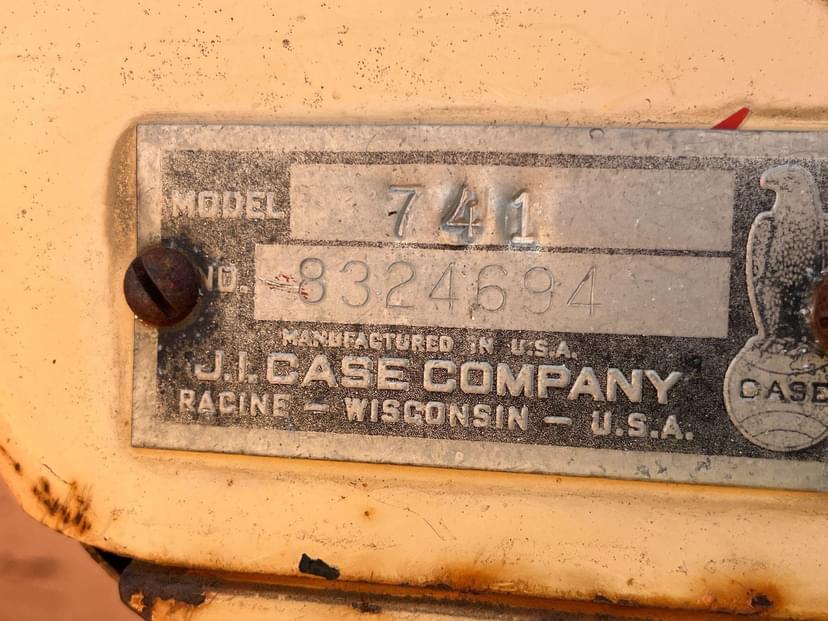 MODEL 741
NO. 8324694
MANUFACTURED IN U.S.A.
J.I. CASE COMPANY
RACINE — WISCONSIN — U.S.A.
CASE